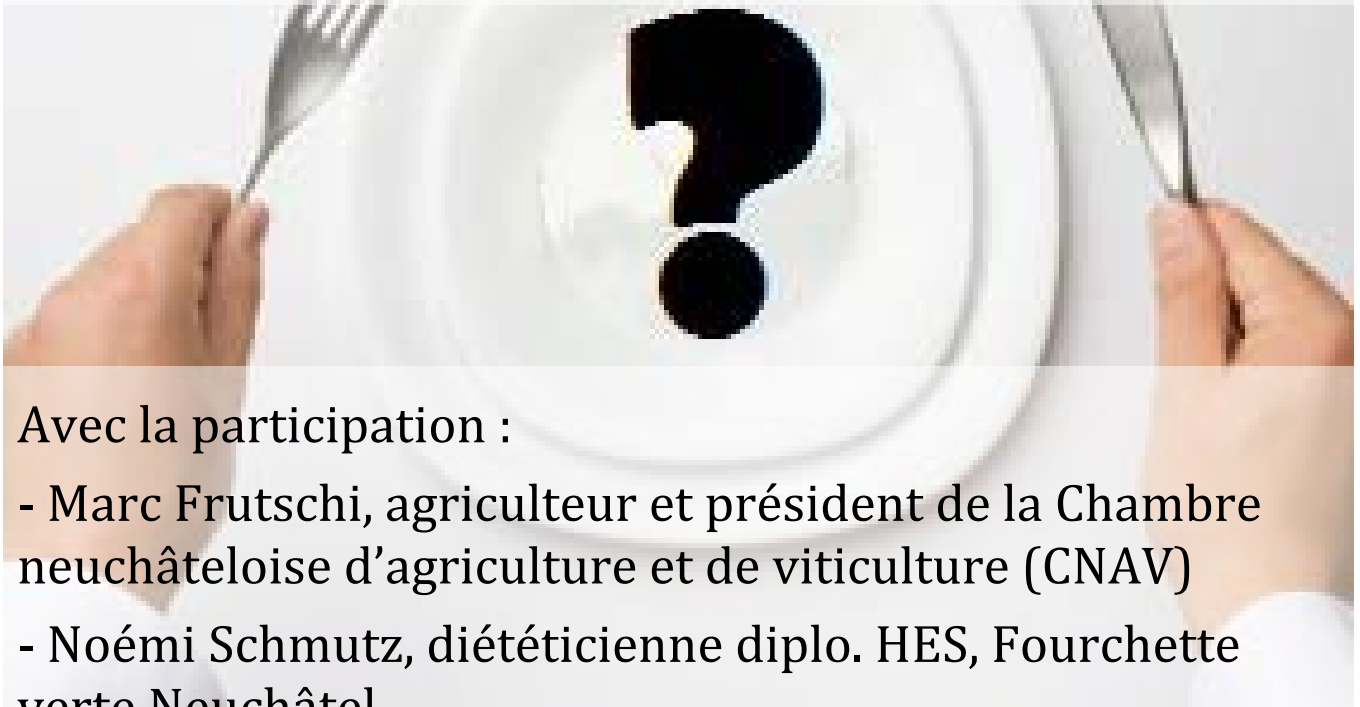 ?
Avec la participation :
- Marc Frutschi, agriculteur et président de la Chambre
neuchâteloise d’agriculture et de viticulture (CNAV)
- Noémi Schmutz, diététicienne diplo. HES, Fourchette
verte Neuchâtel